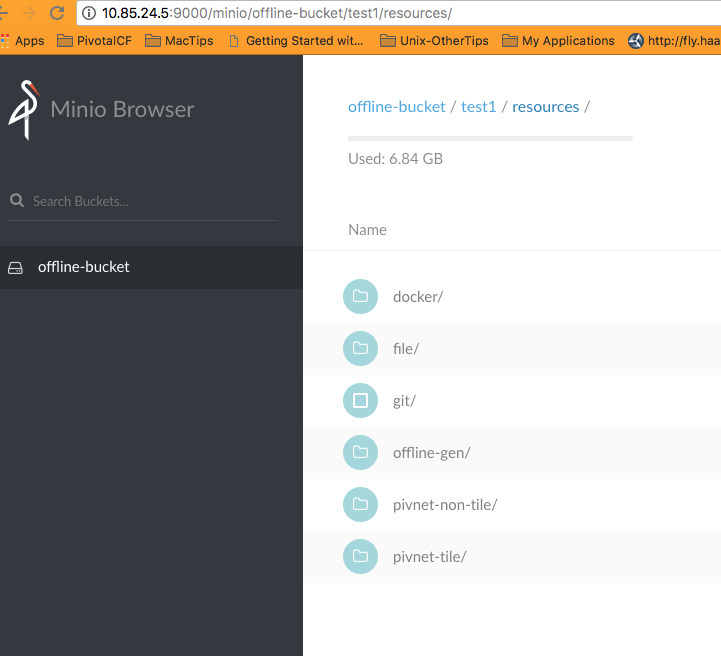 10.85.24.5:9000/minio/offline-bucket/test1/resources/
Apps PivotalCF MacTips Getting Started wit... Unix-OtherTips My Applications http://fly.haa
Minio Browser
Search Buckets...
offline-bucket
offline-bucket / test1 / resources /
Used: 6.84 GB
Name
docker/
file/
git/
offline-gen/
pivnet-non-tile/
pivnet-tile/